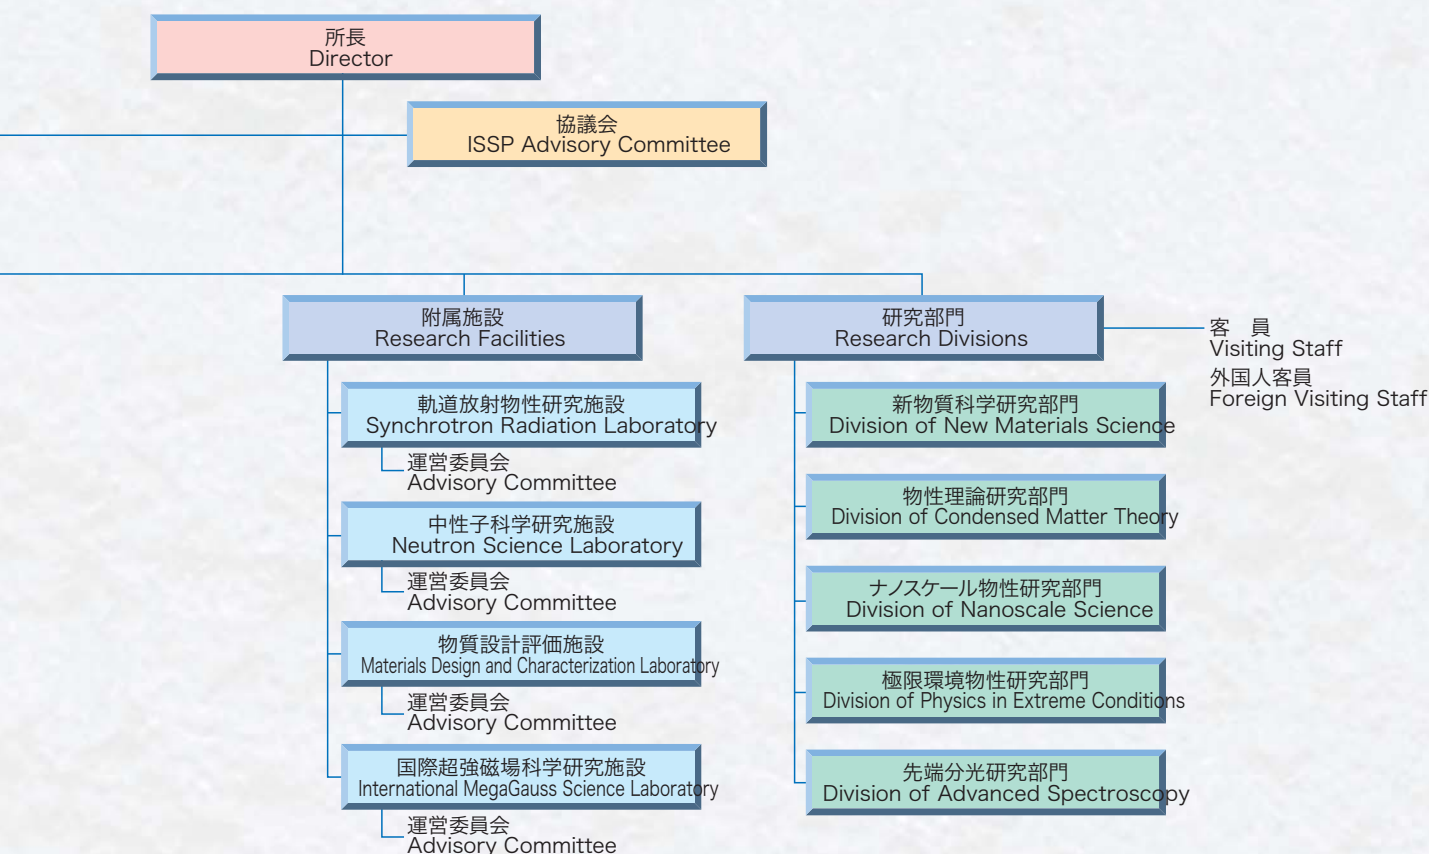 所長
Director
協議会
ISSP Advisory Committee
附属施設
Research Facilities
軌道放射物性研究施設
Synchrotron Radiation Laboratory
運営委員会
Advisory Committee
中性子科学研究施設
Neutron Science Laboratory
運営委員会
Advisory Committee
物質設計評価施設
Materials Design and Characterization Laboratory
運営委員会
Advisory Committee
国際超強磁場科学研究施設
International MegaGauss Science Laboratory
運営委員会
Advisory Committee
研究部門
Research Divisions
客　員
Visiting Staff
外国人客員
Foreign Visiting Staff
新物質科学研究部門
Division of New Materials Science
物性理論研究部門
Division of Condensed Matter Theory
ナノスケール物性研究部門
Division of Nanoscale Science
極限環境物性研究部門
Division of Physics in Extreme Conditions
先端分光研究部門
Division of Advanced Spectroscopy